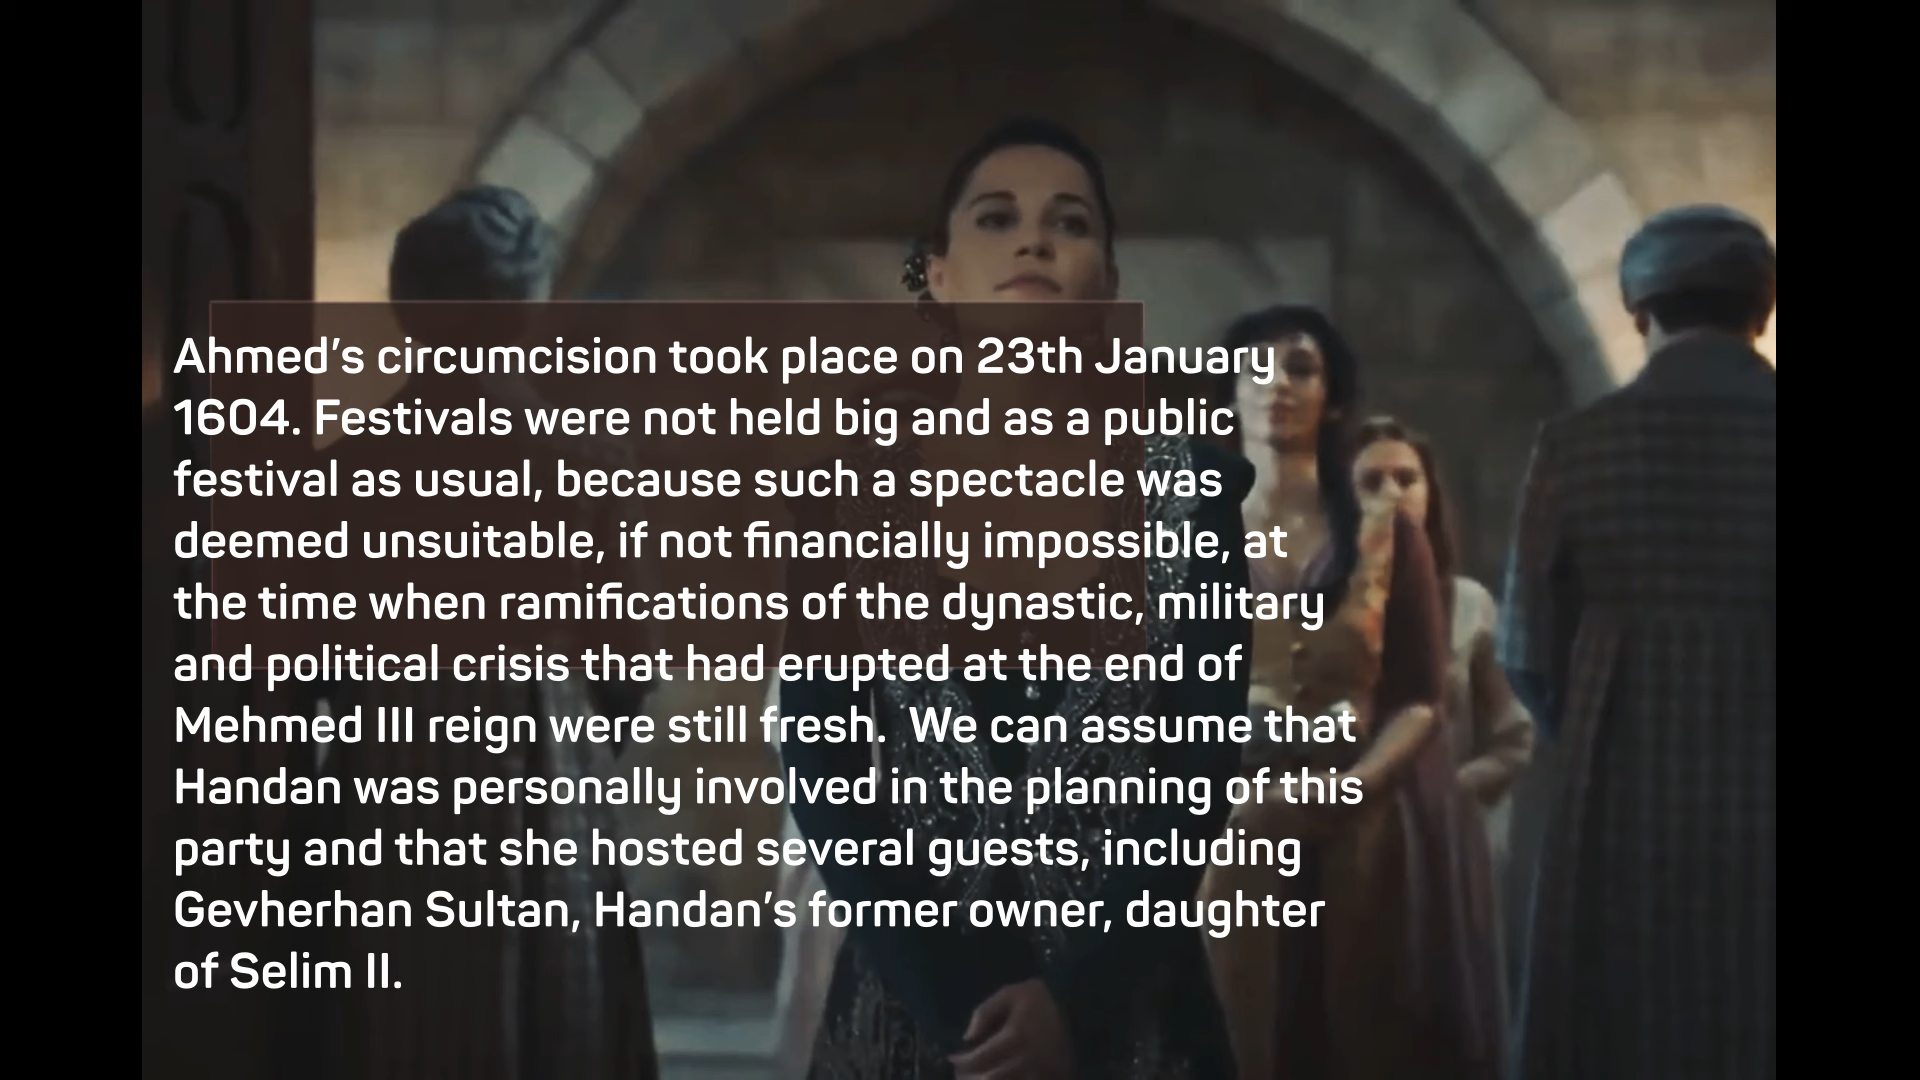 Ahmed’s circumcision took place on 23th January
1604. Festivals were not held big and as a public
festival as usual, because such a spectacle was
deemed unsuitable, if not financially impossible, at
the time when ramifications of the dynastic, military
and political crisis that had erupted at the end of
Mehmed III reign were still fresh.  We can assume that
Handan was personally involved in the planning of this
party and that she hosted several guests, including
Gevherhan Sultan, Handan’s former owner, daughter
of Selim II.